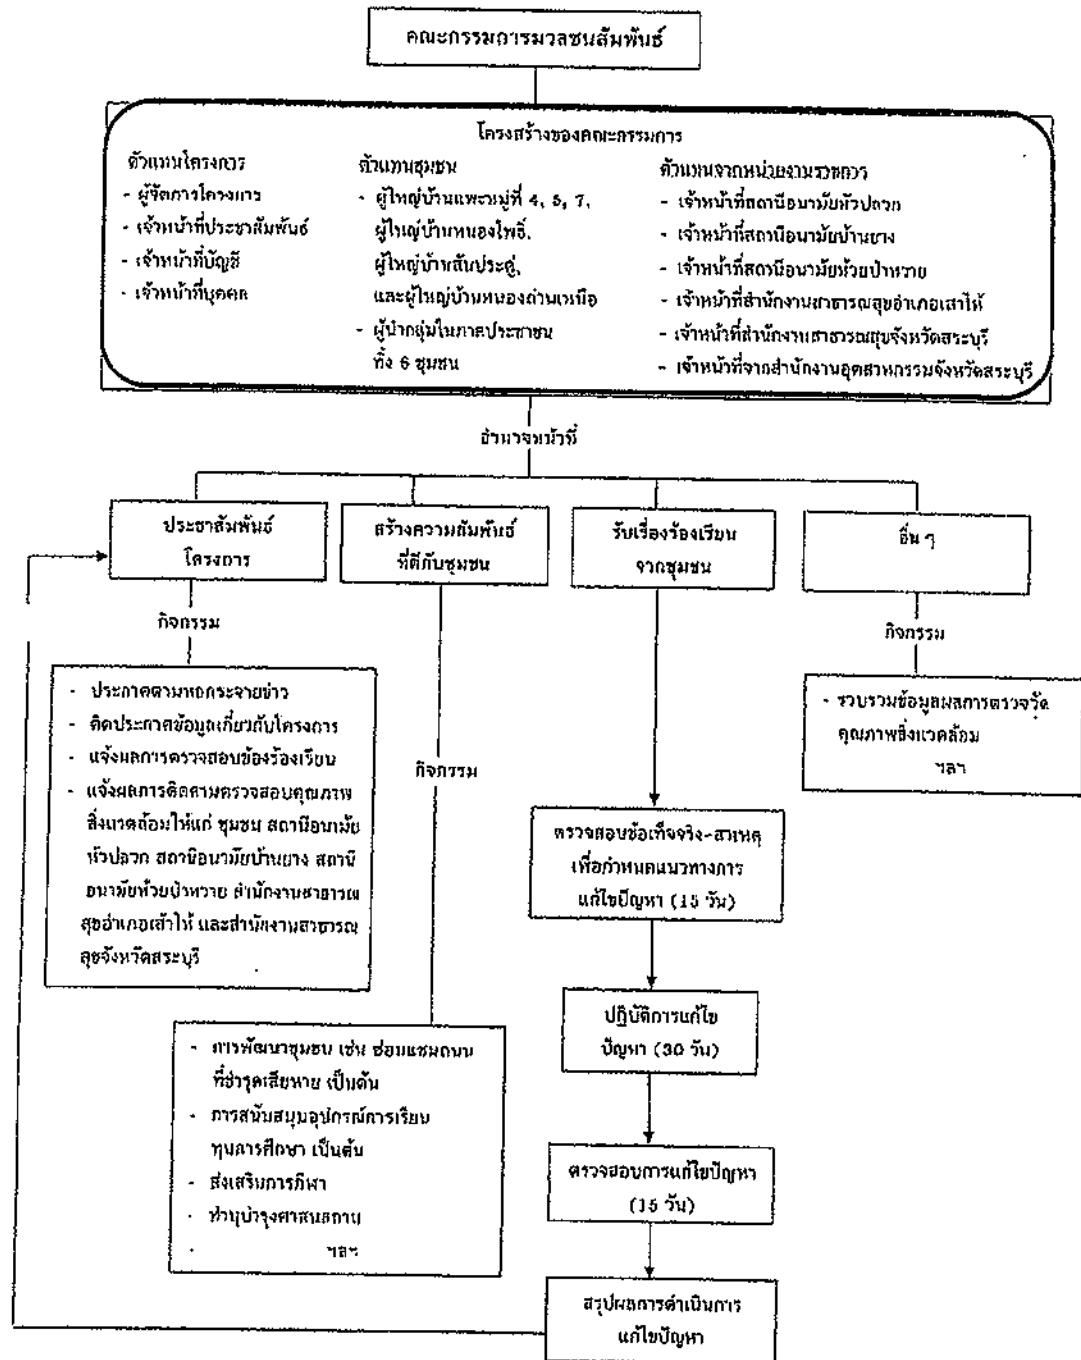 คณะกรรมการมวลชนสัมพันธ์
โครงสร้างของคณะกรรมการ
ตัวแทนโครงการ
- ผู้จัดการโครงการ
- เจ้าหน้าที่ประชาสัมพันธ์
- เจ้าหน้าที่บัญชี
- เจ้าหน้าที่บุคคล
ตัวแทนชุมชน
- ผู้ใหญ่บ้านแพะหมู่ที่ 4, 5, 7,
ผู้ใหญ่บ้านหนองโพธิ์,
ผู้ใหญ่บ้านสันประดู่,
และผู้ใหญ่บ้านหนองถ่านเหนือ
- ผู้นำกลุ่มในภาคประชาชน
ทั้ง 6 ชุมชน
ตัวแทนจากหน่วยงานราชการ
- เจ้าหน้าที่สถานีอนามัยหัวปลวก
- เจ้าหน้าที่สถานีอนามัยบ้านยาง
- เจ้าหน้าที่สถานีอนามัยห้วยป่าหวาย
- เจ้าหน้าที่สำนักงานสาธารณสุขอำเภอเสาไห้
- เจ้าหน้าที่สำนักงานสาธารณสุขจังหวัดสระบุรี
- เจ้าหน้าที่จากสำนักงานอุตสาหกรรมจังหวัดสระบุรี
อำนาจหน้าที่
ประชาสัมพันธ์
โครงการ
สร้างความสัมพันธ์
ที่ดีกับชุมชน
รับเรื่องร้องเรียน
จากชุมชน
อื่น ๆ
กิจกรรม
- ประกาศตามหอกระจายข่าว
- ติดประกาศข้อมูลเกี่ยวกับโครงการ
- แจ้งผลการตรวจสอบข้อร้องเรียน
- แจ้งผลการติดตามตรวจสอบคุณภาพ
สิ่งแวดล้อมให้แก่ ชุมชน สถานีอนามัย
หัวปลวก สถานีอนามัยบ้านยาง สถานี
อนามัยห้วยป่าหวาย สำนักงานสาธารณ
สุขอำเภอเสาไห้ และสำนักงานสาธารณ
สุขจังหวัดสระบุรี
กิจกรรม
- การพัฒนาชุมชน เช่น ซ่อมแซมถนน
ที่ชำรุดเสียหาย เป็นต้น
- การสนับสนุนอุปกรณ์การเรียน
ทุนการศึกษา เป็นต้น
- ส่งเสริมการกีฬา
- ทำนุบำรุงศาสนสถาน
- ฯลฯ
ตรวจสอบข้อเท็จจริง-สาเหตุ
เพื่อกำหนดแนวทางการ
แก้ไขปัญหา (15 วัน)
ปฏิบัติการแก้ไข
ปัญหา (30 วัน)
ตรวจสอบการแก้ไขปัญหา
(15 วัน)
สรุปผลการดำเนินการ
แก้ไขปัญหา
กิจกรรม
- รวบรวมข้อมูลผลการตรวจวัด
คุณภาพสิ่งแวดล้อม
ฯลฯ